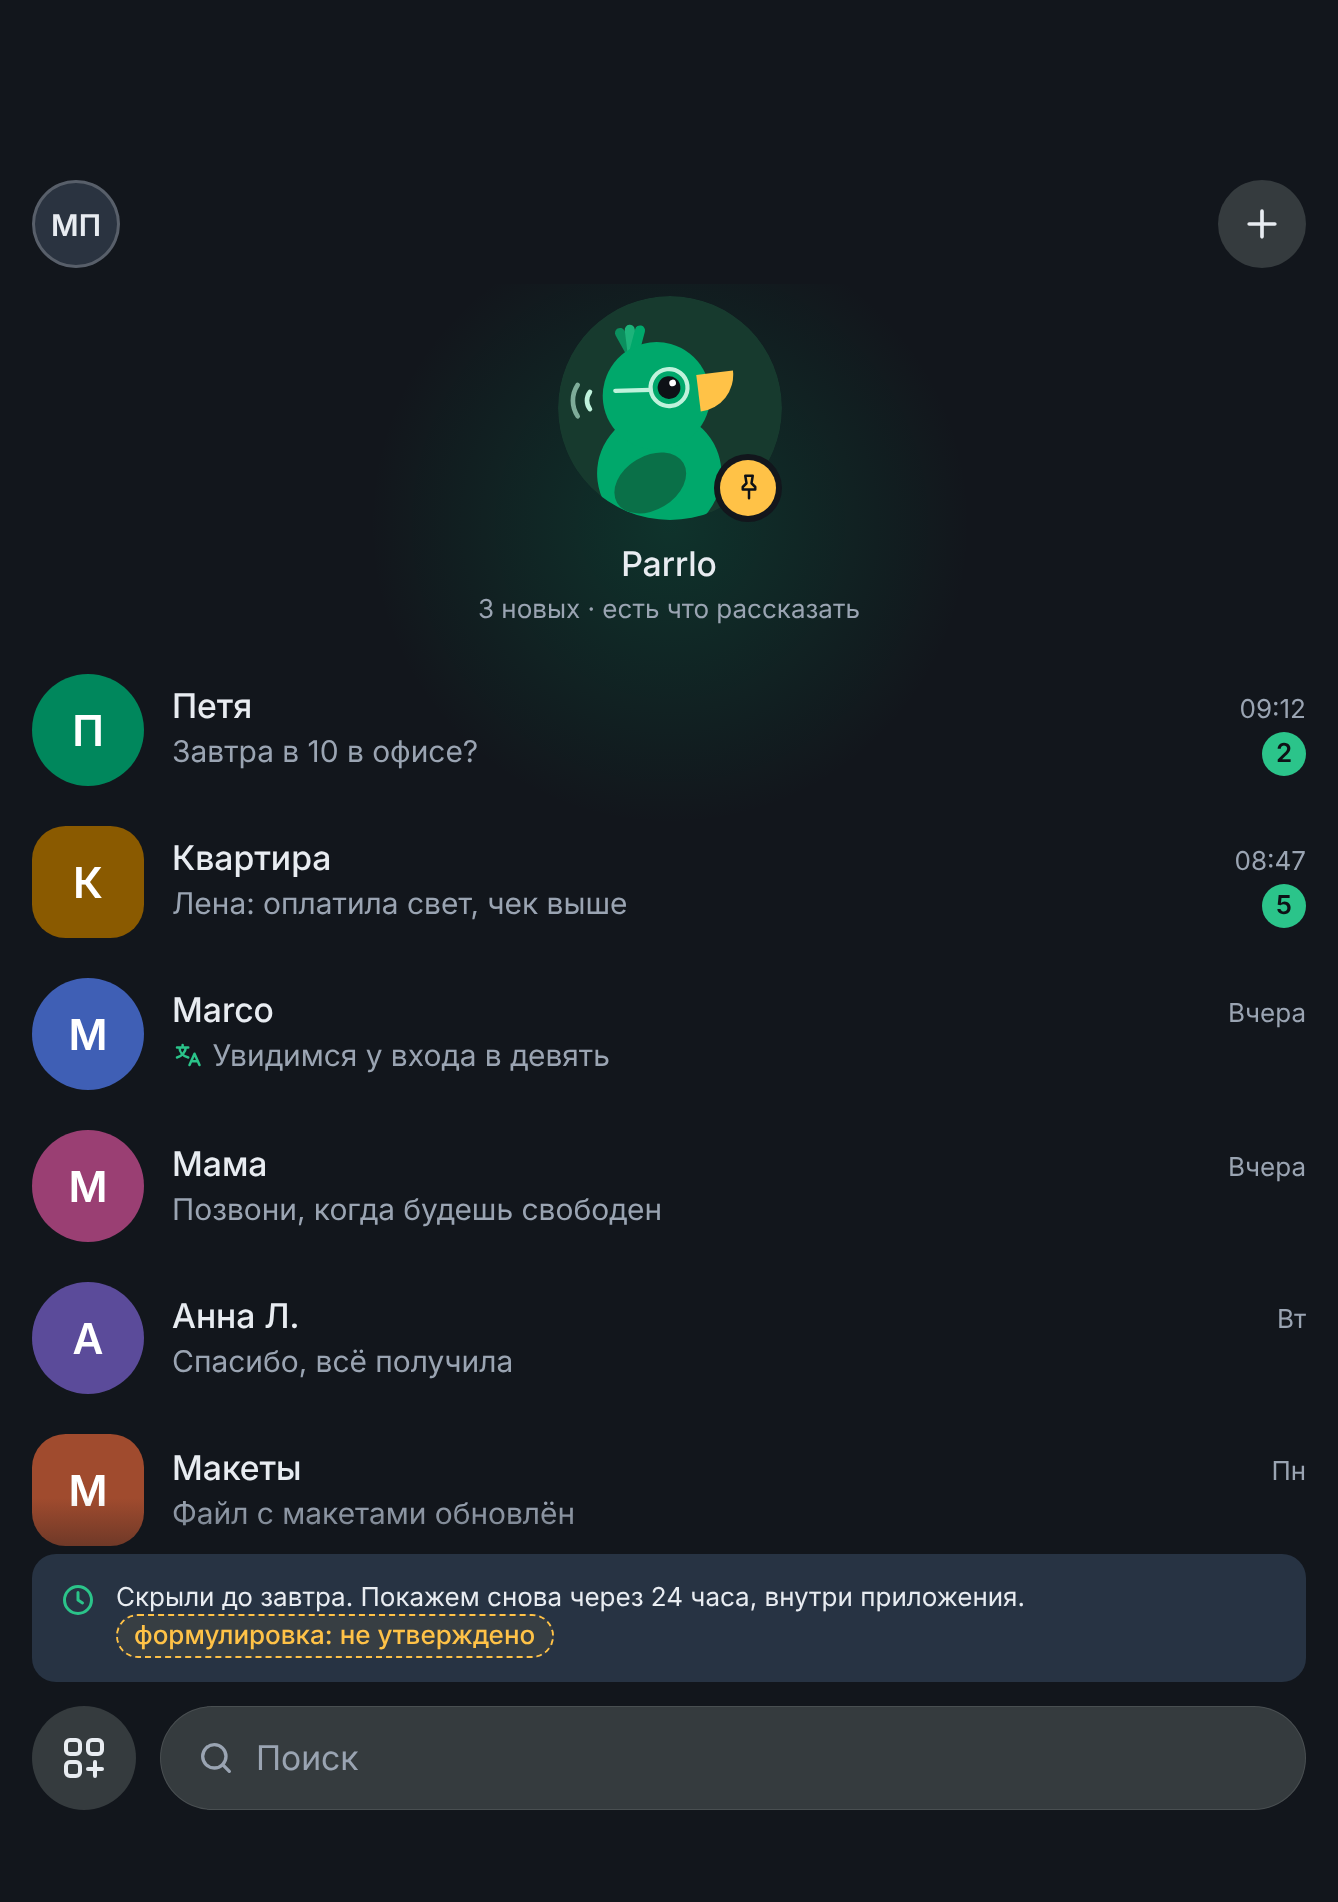 МП
Parrlo
3 новых · есть что рассказать
П
Петя
09:12
Завтра в 10 в офисе?
2
К
Квартира
08:47
Лена: оплатила свет, чек выше
5
M
Marco
Вчера
Увидимся у входа в девять
М
Мама
Вчера
Позвони, когда будешь свободен
А
Анна Л.
Вт
Спасибо, всё получила
М
Макеты
Пн
Файл с макетами обновлён
Скрыли до завтра. Покажем снова через 24 часа, внутри приложения.
формулировка: не утверждено
Поиск